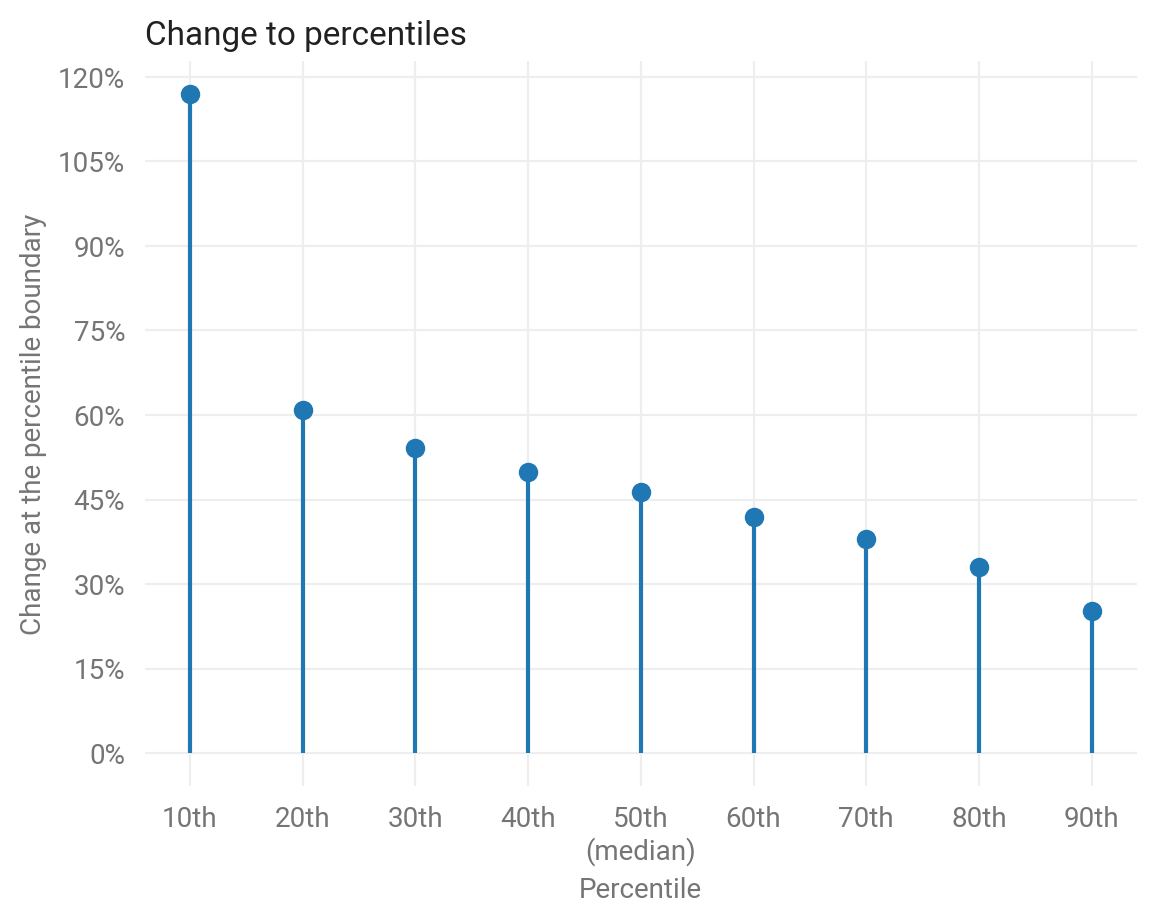 Change to percentiles
Change at the percentile boundary
120%
105%
90%
75%
60%
45%
30%
15%
0%
10th 20th 30th 40th 50th 60th 70th 80th 90th
(median)
Percentile